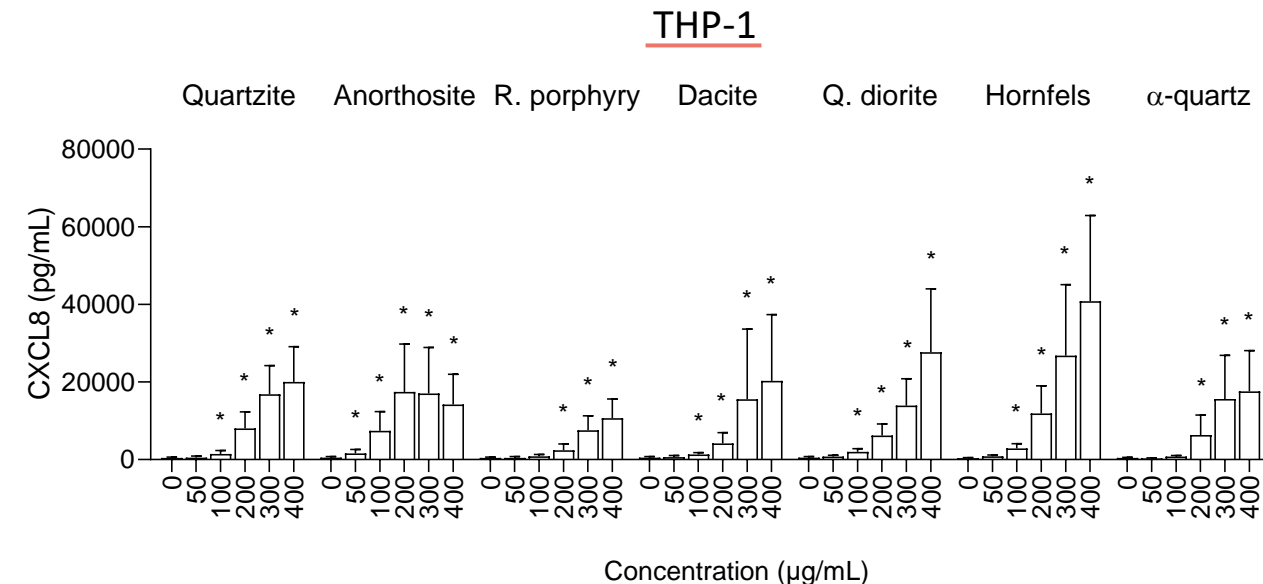 THP-1
Quartzite Anorthosite R. porphyry Dacite Q. diorite Hornfels α-quartz
CXCL8 (pg/mL)
80000
60000
40000
20000
0
* * * * * * * * * * * * * * * * * * * * * * * * * * * * *
0 50 100 200 300 400 0 50 100 200 300 400 0 50 100 200 300 400 0 50 100 200 300 400 0 50 100 200 300 400 0 50 100 200 300 400 0 50 100 200 300 400
Concentration (µg/mL)